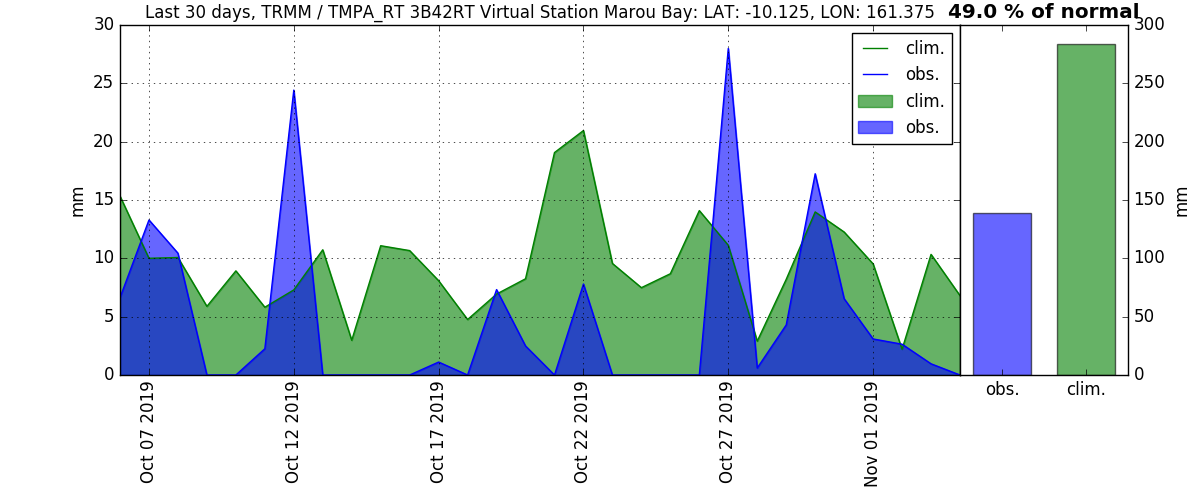 Last 30 days, TRMM / TMPA_RT 3B42RT Virtual Station Marou Bay: LAT: -10.125, LON: 161.375
49.0 % of normal
30
25
20
15
10
5
0
mm
clim.
obs.
clim.
obs.
Oct 07 2019
Oct 12 2019
Oct 17 2019
Oct 22 2019
Oct 27 2019
Nov 01 2019
300
250
200
150
100
50
0
mm
obs.
clim.